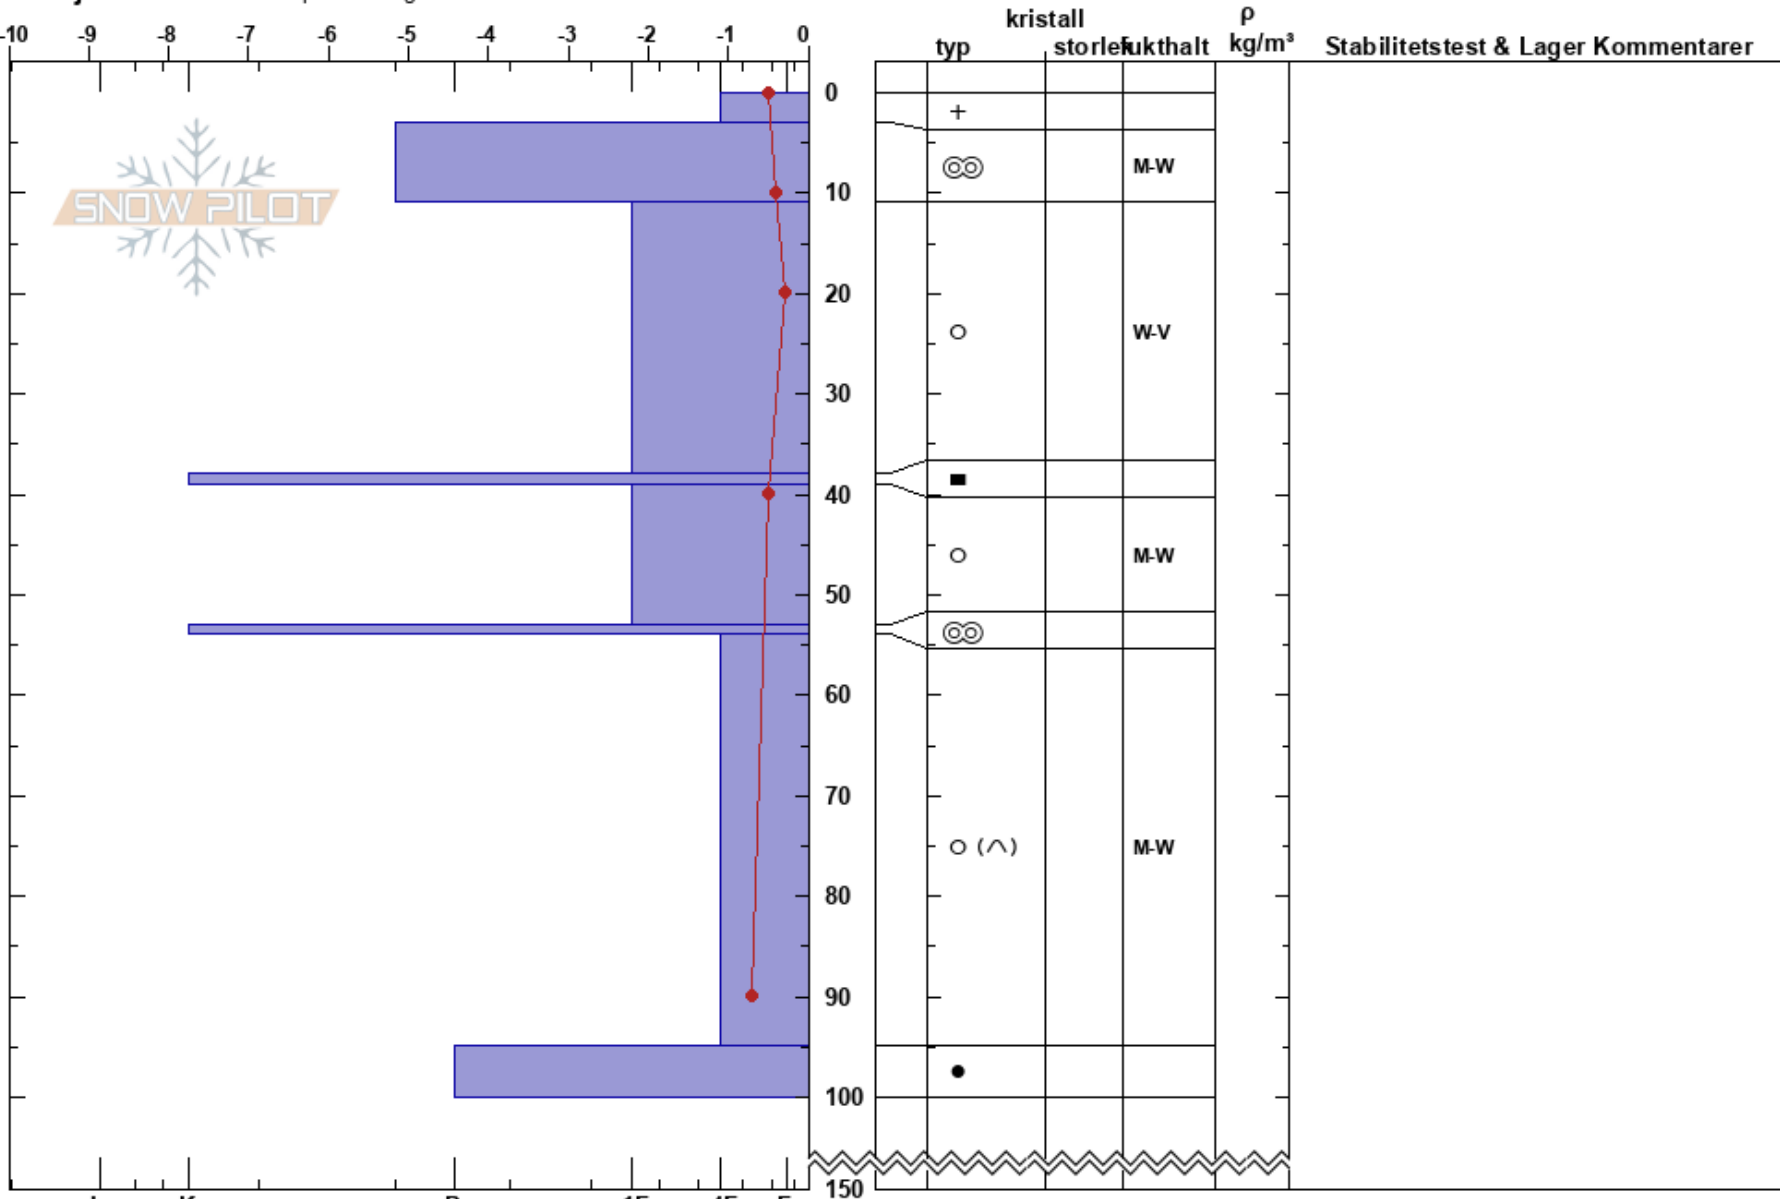 -10 -9 -8 -7 -6 -5 -4 -3 -2 -1 0
kristall
typ storlek fukthalt
ρ
kg/m³
Stabilitetstest & Lager Kommentarer
SNOW PILOT
0
+
M-W
10
20
W-V
30
40
M-W
50
60
70
M-W
80
90
100
150